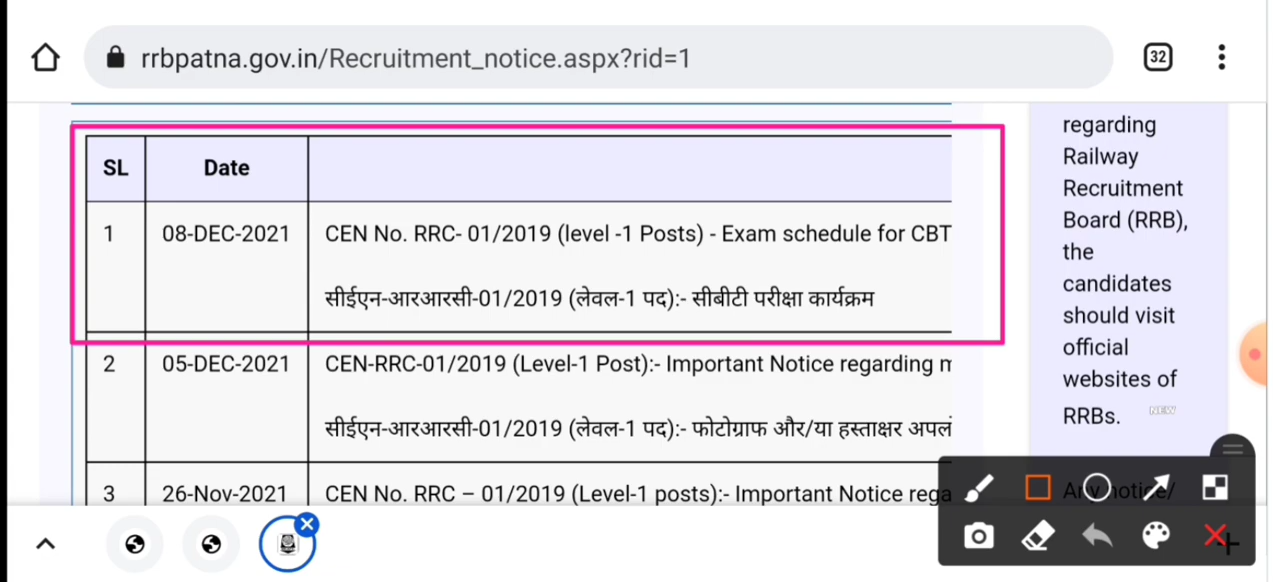 rrbpatna.gov.in/Recruitment_notice.aspx?rid=1
32
SL Date
1 08-DEC-2021 CEN No. RRC- 01/2019 (level -1 Posts) - Exam schedule for CBT
सीईएन-आरआरसी-01/2019 (लेवल-1 पद):- सीबीटी परीक्षा कार्यक्रम
2 05-DEC-2021 CEN-RRC-01/2019 (Level-1 Post):- Important Notice regarding
सीईएन-आरआरसी-01/2019 (लेवल-1 पद):- फोटोग्राफ और/या हस्ताक्षर
3 26-Nov-2021 CEN No. RRC – 01/2019 (Level-1 posts):- Important Notice
regarding
Railway
Recruitment
Board (RRB),
the
candidates
should visit
official
websites of
RRBs. NEW
Any notice/